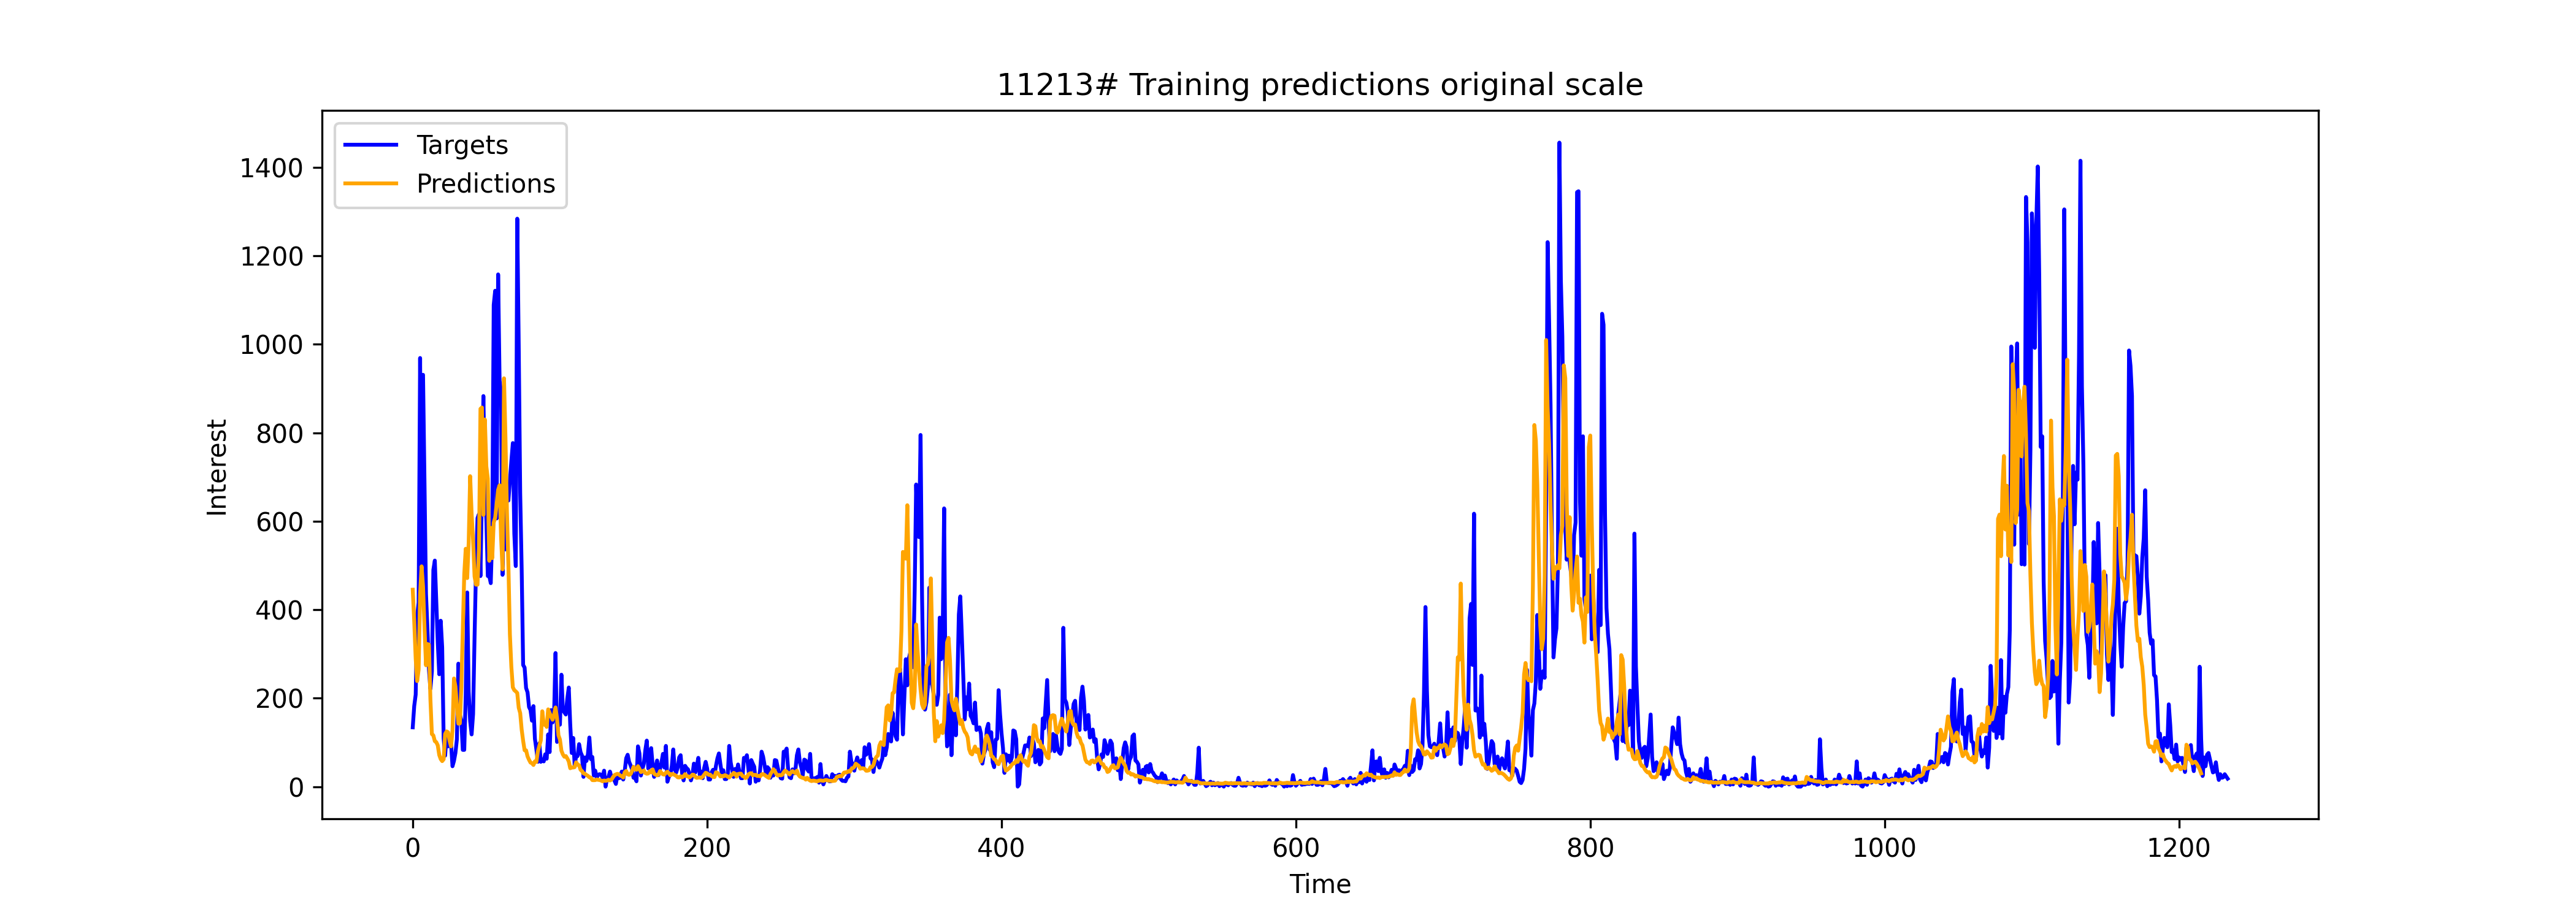 11213# Training predictions original scale
Targets
Predictions
1400
1200
1000
800
600
400
200
0
Interest
0 200 400 600 800 1000 1200
Time